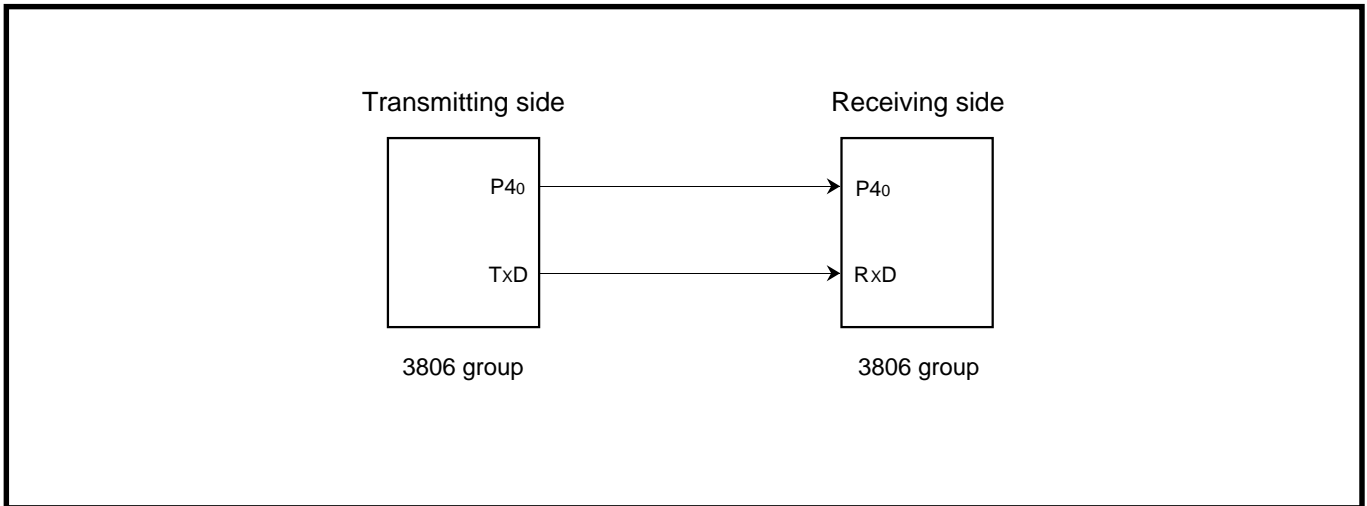 Transmitting side
Receiving side
P40
P40
TxD
RxD
3806 group
3806 group